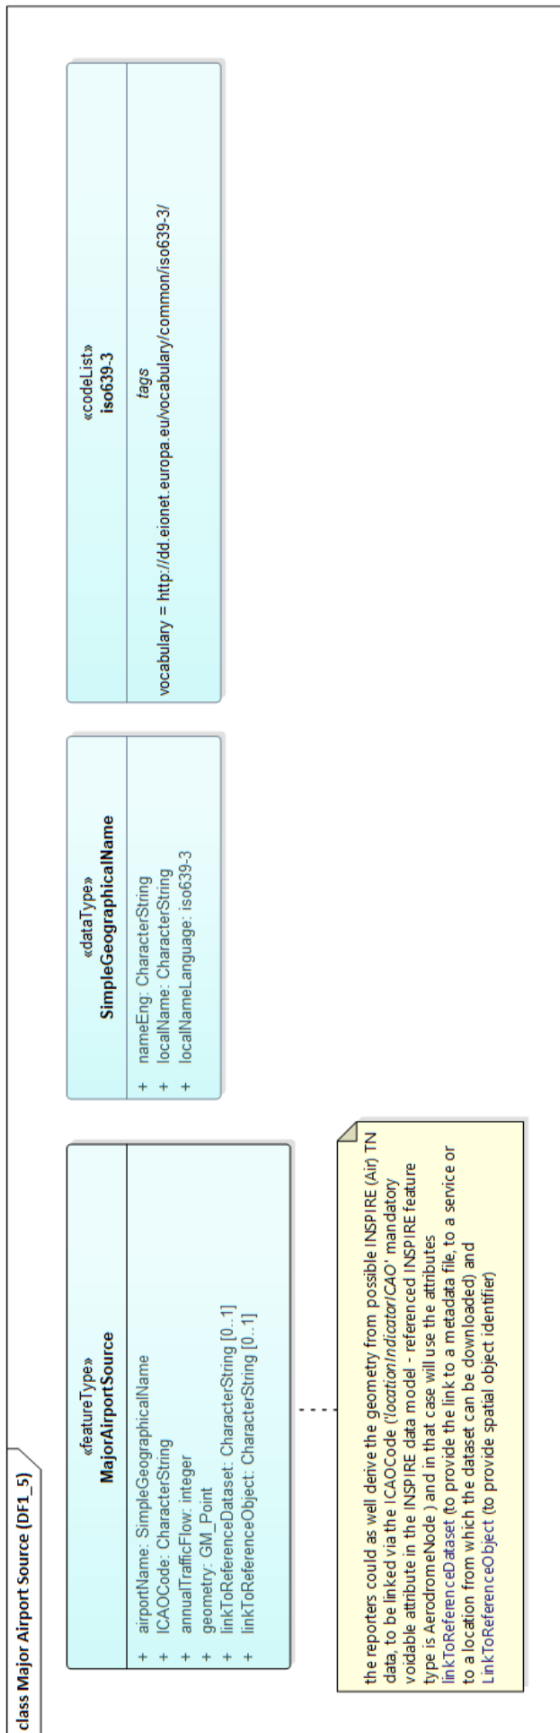 class Major Airport Source (DF1_5)
«featureType»
MajorAirportSource
+ airportName: SimpleGeographicalName
+ ICAOCode: CharacterString
+ annualTrafficFlow: integer
+ geometry: GM_Point
+ linkToReferenceDataset: CharacterString [0..1]
+ linkToReferenceObject: CharacterString [0..1]
«dataType»
SimpleGeographicalName
+ nameEng: CharacterString
+ localName: CharacterString
+ localNameLanguage: iso639-3
«codeList»
iso639-3
tags
vocabulary = http://dd.eionet.europa.eu/vocabulary/common/iso639-3/
the reporters could as well derive the geometry from possible INSPIRE (Air) TN
data, to be linked via the ICAOCode ('locationIndicatorICAO' mandatory
voidable attribute in the INSPIRE data model - referenced INSPIRE feature
type is AerodromeNode ) and in that case will use the attributes
linkToReferenceDataset (to provide the link to a metadata file, to a service or
to a location from which the dataset can be downloaded) and
LinkToReferenceObject (to provide spatial object identifier)